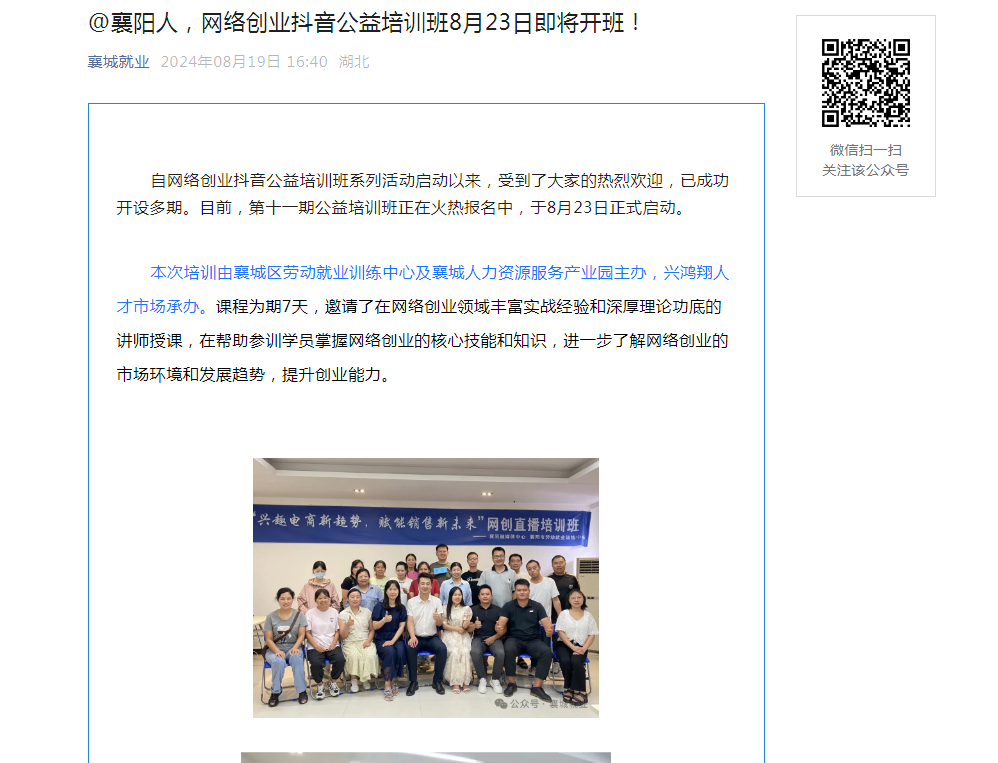 @襄阳人，网络创业抖音公益培训班8月23日即将开班！
襄城就业 2024年08月19日 16:40 湖北
微信扫一扫
关注该公众号
自网络创业抖音公益培训班系列活动启动以来，受到了大家的热烈欢迎，已成功
开设多期。目前，第十一期公益培训班正在火热报名中，于8月23日正式启动。
本次培训由襄城区劳动就业训练中心及襄城人力资源服务产业园主办，兴鸿翔人
才市场承办。课程为期7天，邀请了在网络创业领域丰富实战经验和深厚理论功底的
讲师授课，在帮助参训学员掌握网络创业的核心技能和知识，进一步了解网络创业的
市场环境和发展趋势，提升创业能力。
“兴趣电商新趋势，赋能销售新未来”网创直播培训班
公众号·襄城就业